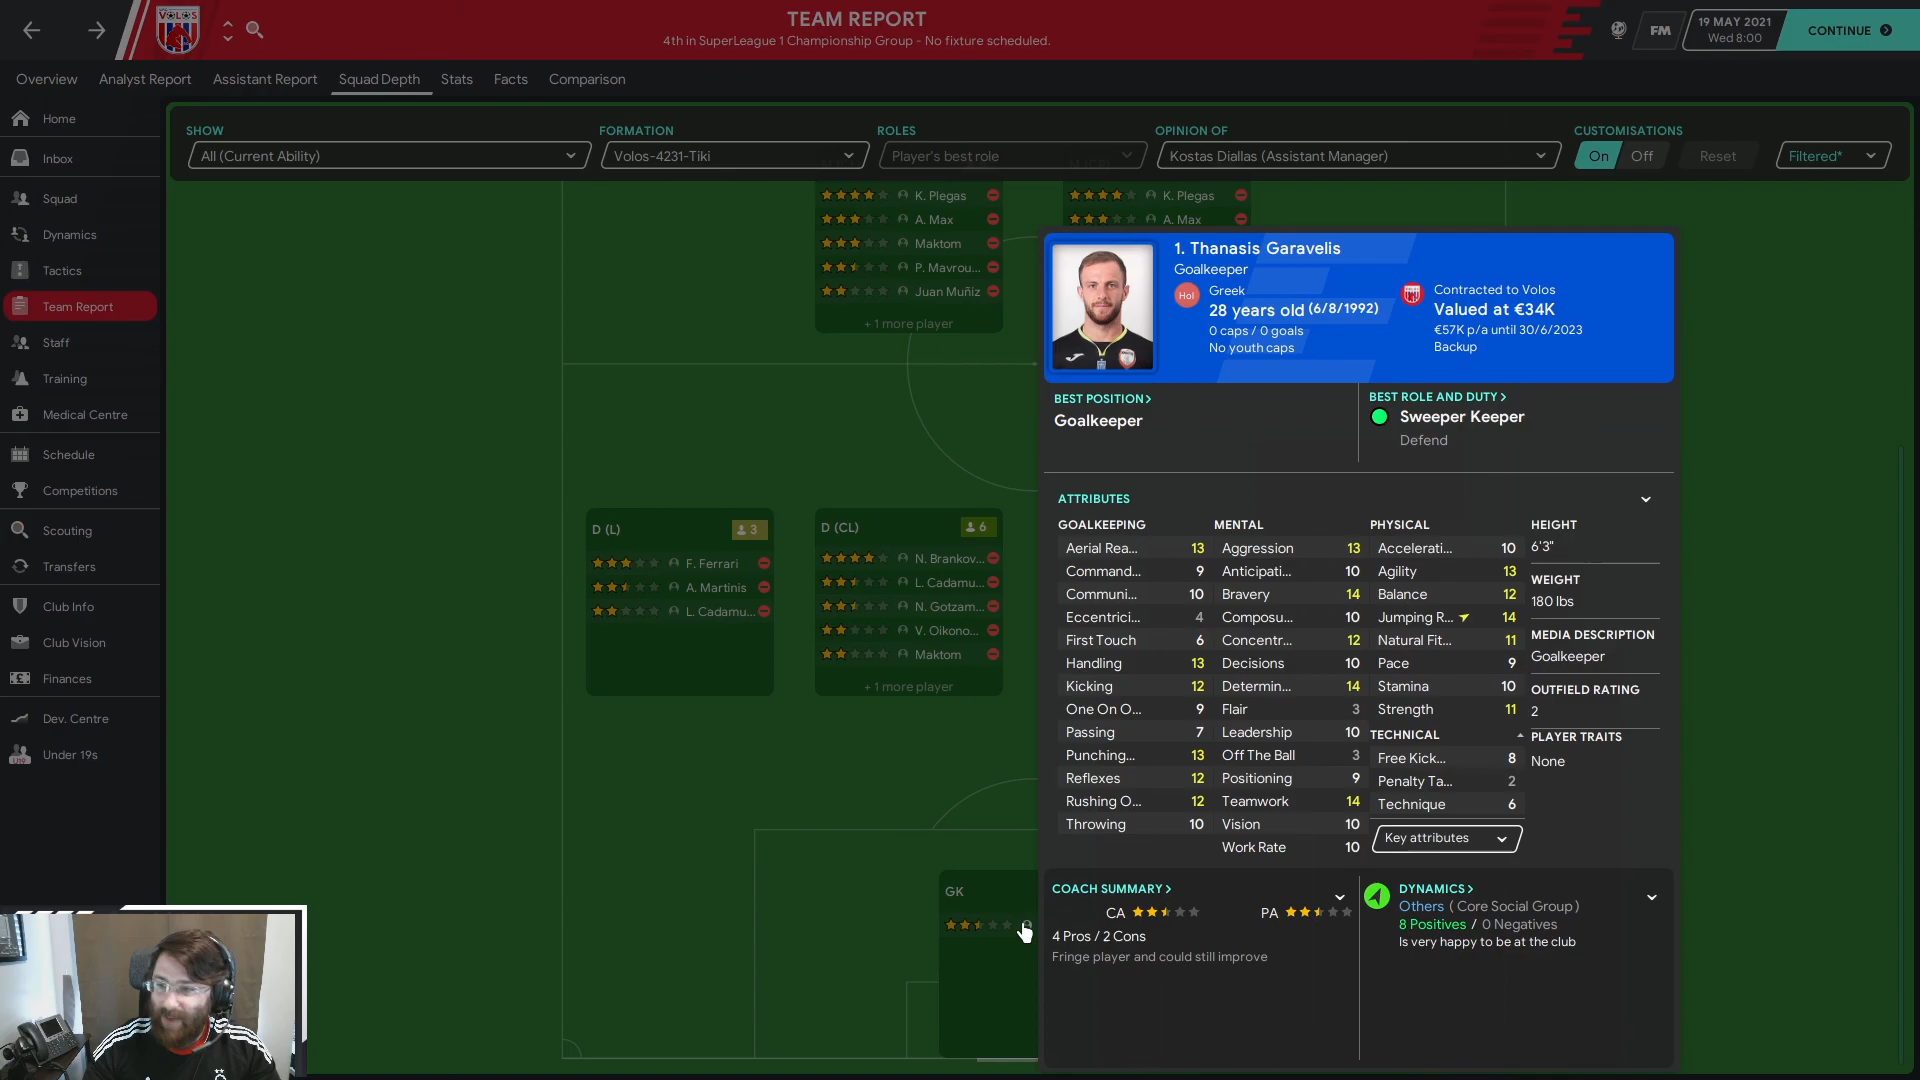 VOLOS
TEAM REPORT
4th in SuperLeague 1 Championship Group - No fixture scheduled.
FM
19 MAY 2021
Wed 8:00
CONTINUE
Overview Analyst Report Assistant Report Squad Depth Stats Facts Comparison
Home
Inbox
Squad
Dynamics
Tactics
Team Report
Staff
Training
Medical Centre
Schedule
Competitions
Scouting
Transfers
Club Info
Club Vision
Finances
Dev. Centre
U19
Under 19s
SHOW
All (Current Ability)
FORMATION
Volos-4231-Tiki
ROLES
Player's best role
OPINION OF
Kostas Diallas (Assistant Manager)
CUSTOMISATIONS
On Off Reset Filtered*
K. Plegas
A. Max
Maktom
P. Mavrou...
Juan Muñiz
+ 1 more player
K. Plegas
A. Max
D (L) 3
F. Ferrari
A. Martinis
L. Cadamu...
D (CL) 6
N. Brankov...
L. Cadamu...
N. Gotzam...
V. Oikono...
Maktom
+ 1 more player
GK
1. Thanasis Garavelis
Goalkeeper
Hol
Greek
28 years old (6/8/1992)
0 caps / 0 goals
No youth caps
Contracted to Volos
Valued at €34K
€57K p/a until 30/6/2023
Backup
BEST POSITION>
Goalkeeper
BEST ROLE AND DUTY >
Sweeper Keeper
Defend
ATTRIBUTES
GOALKEEPING
Aerial Rea... 13
Command... 9
Communi... 10
Eccentrici... 4
First Touch 6
Handling 13
Kicking 12
One On O... 9
Passing 7
Punching... 13
Reflexes 12
Rushing O... 12
Throwing 10
MENTAL
Aggression 13
Anticipati... 10
Bravery 14
Composu... 10
Concentr... 12
Decisions 10
Determin... 14
Flair 3
Leadership 10
Off The Ball 3
Positioning 9
Teamwork 14
Vision 10
Work Rate 10
PHYSICAL
Accelerati... 10
Agility 13
Balance 12
Jumping R... 14
Natural Fit... 11
Pace 9
Stamina 10
Strength 11
TECHNICAL
Free Kick... 8
Penalty Ta... 2
Technique 6
Key attributes
HEIGHT
6'3"
WEIGHT
180 lbs
MEDIA DESCRIPTION
Goalkeeper
OUTFIELD RATING
2
PLAYER TRAITS
None
COACH SUMMARY >
CA PA
4 Pros / 2 Cons
Fringe player and could still improve
DYNAMICS >
Others ( Core Social Group )
8 Positives / 0 Negatives
Is very happy to be at the club